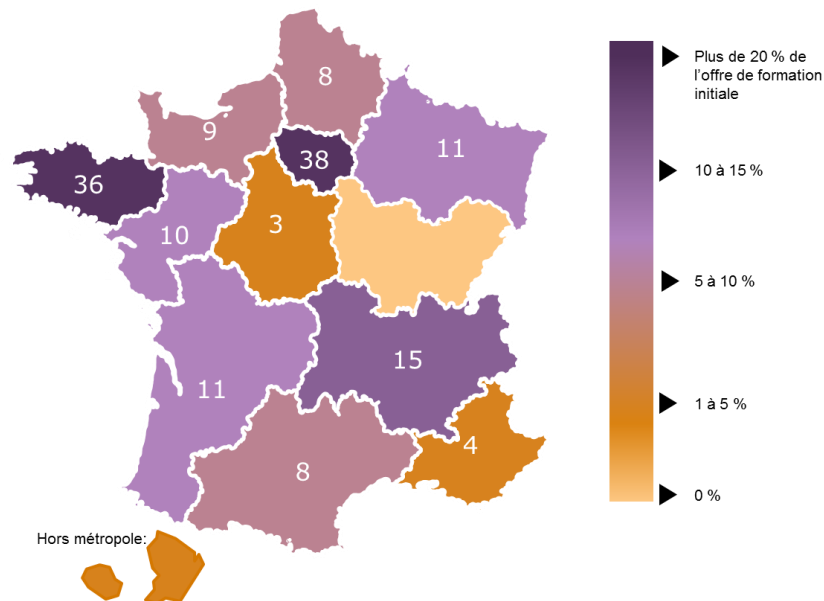 8
9
38
11
36
3
10
15
11
4
8
Hors métropole:
Plus de 20 % de
l'offre de formation
initiale
10 à 15 %
5 à 10 %
1 à 5 %
0 %